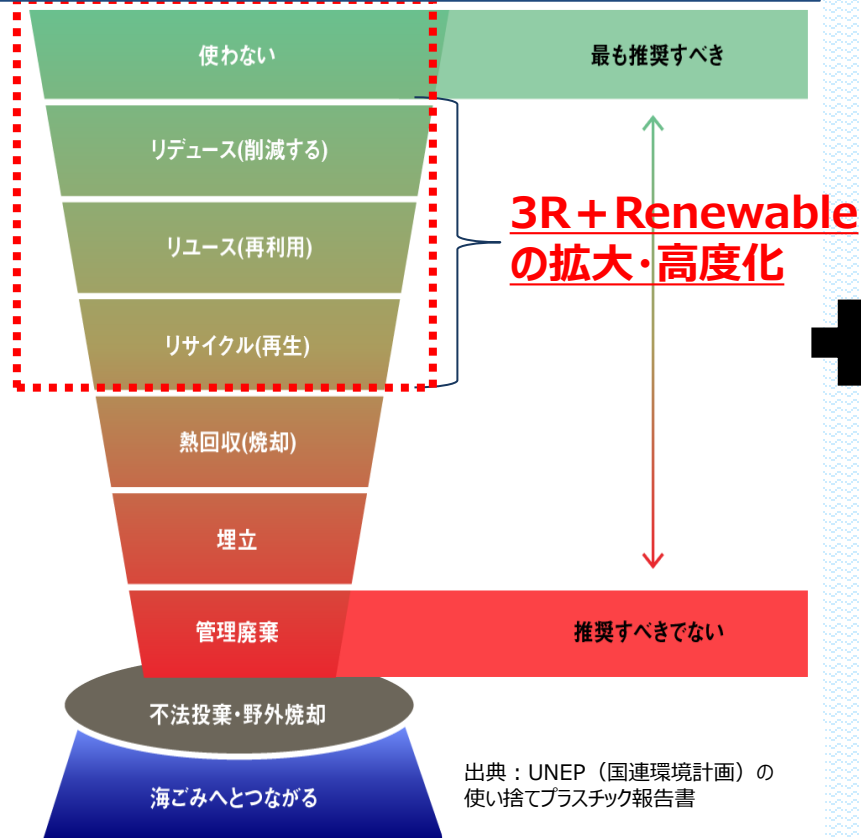 使わない
最も推奨すべき
リデュース(削減する)
リユース(再利用)
リサイクル(再生)
3R＋Renewable
の拡大・高度化
熱回収(焼却)
埋立
管理廃棄
推奨すべきでない
不法投棄・野外焼却
海ごみへとつながる
出典：UNEP（国連環境計画）の
使い捨てプラスチック報告書